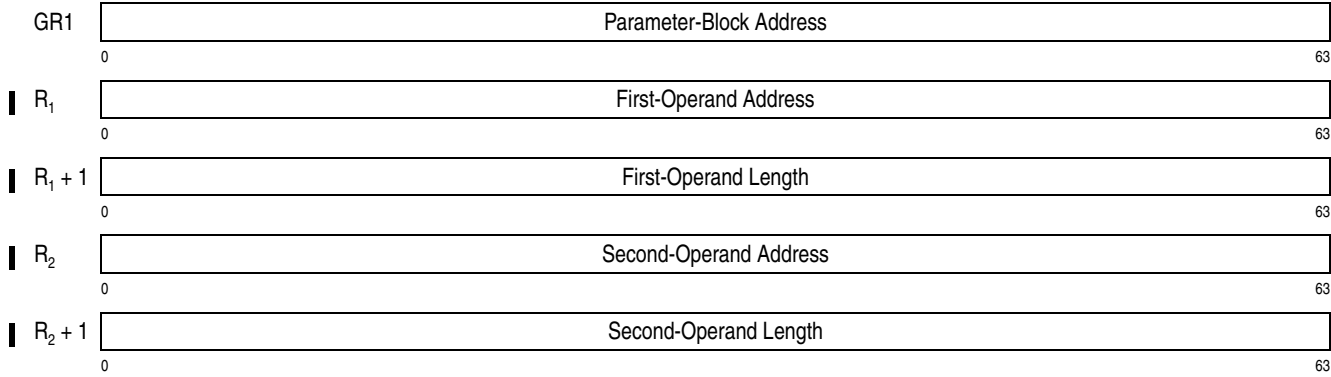 GR1 Parameter-Block Address
0 63
R₁ First-Operand Address
0 63
R₁ + 1 First-Operand Length
0 63
R₂ Second-Operand Address
0 63
R₂ + 1 Second-Operand Length
0 63